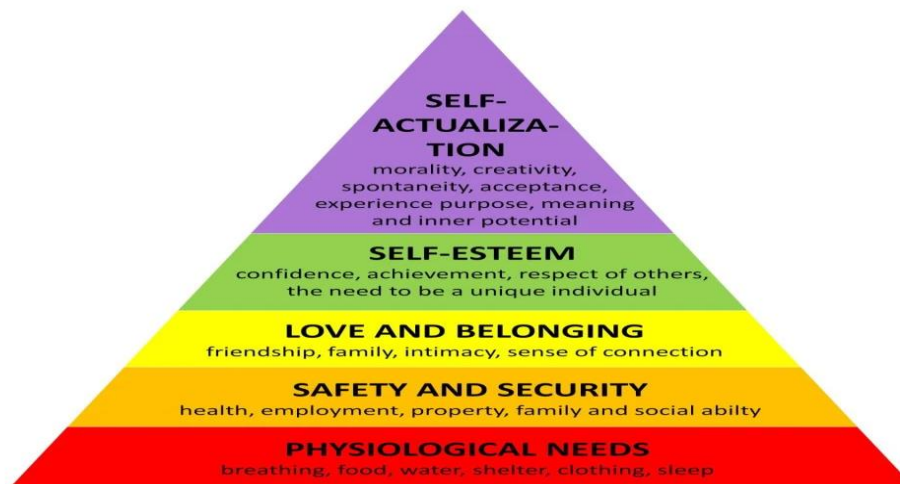 SELF-
ACTUALIZA-
TION
morality, creativity,
spontaneity, acceptance,
experience purpose, meaning
and inner potential
SELF-ESTEEM
confidence, achievement, respect of others,
the need to be a unique individual
LOVE AND BELONGING
friendship, family, intimacy, sense of connection
SAFETY AND SECURITY
health, employment, property, family and social abilty
PHYSIOLOGICAL NEEDS
breathing, food, water, shelter, clothing, sleep